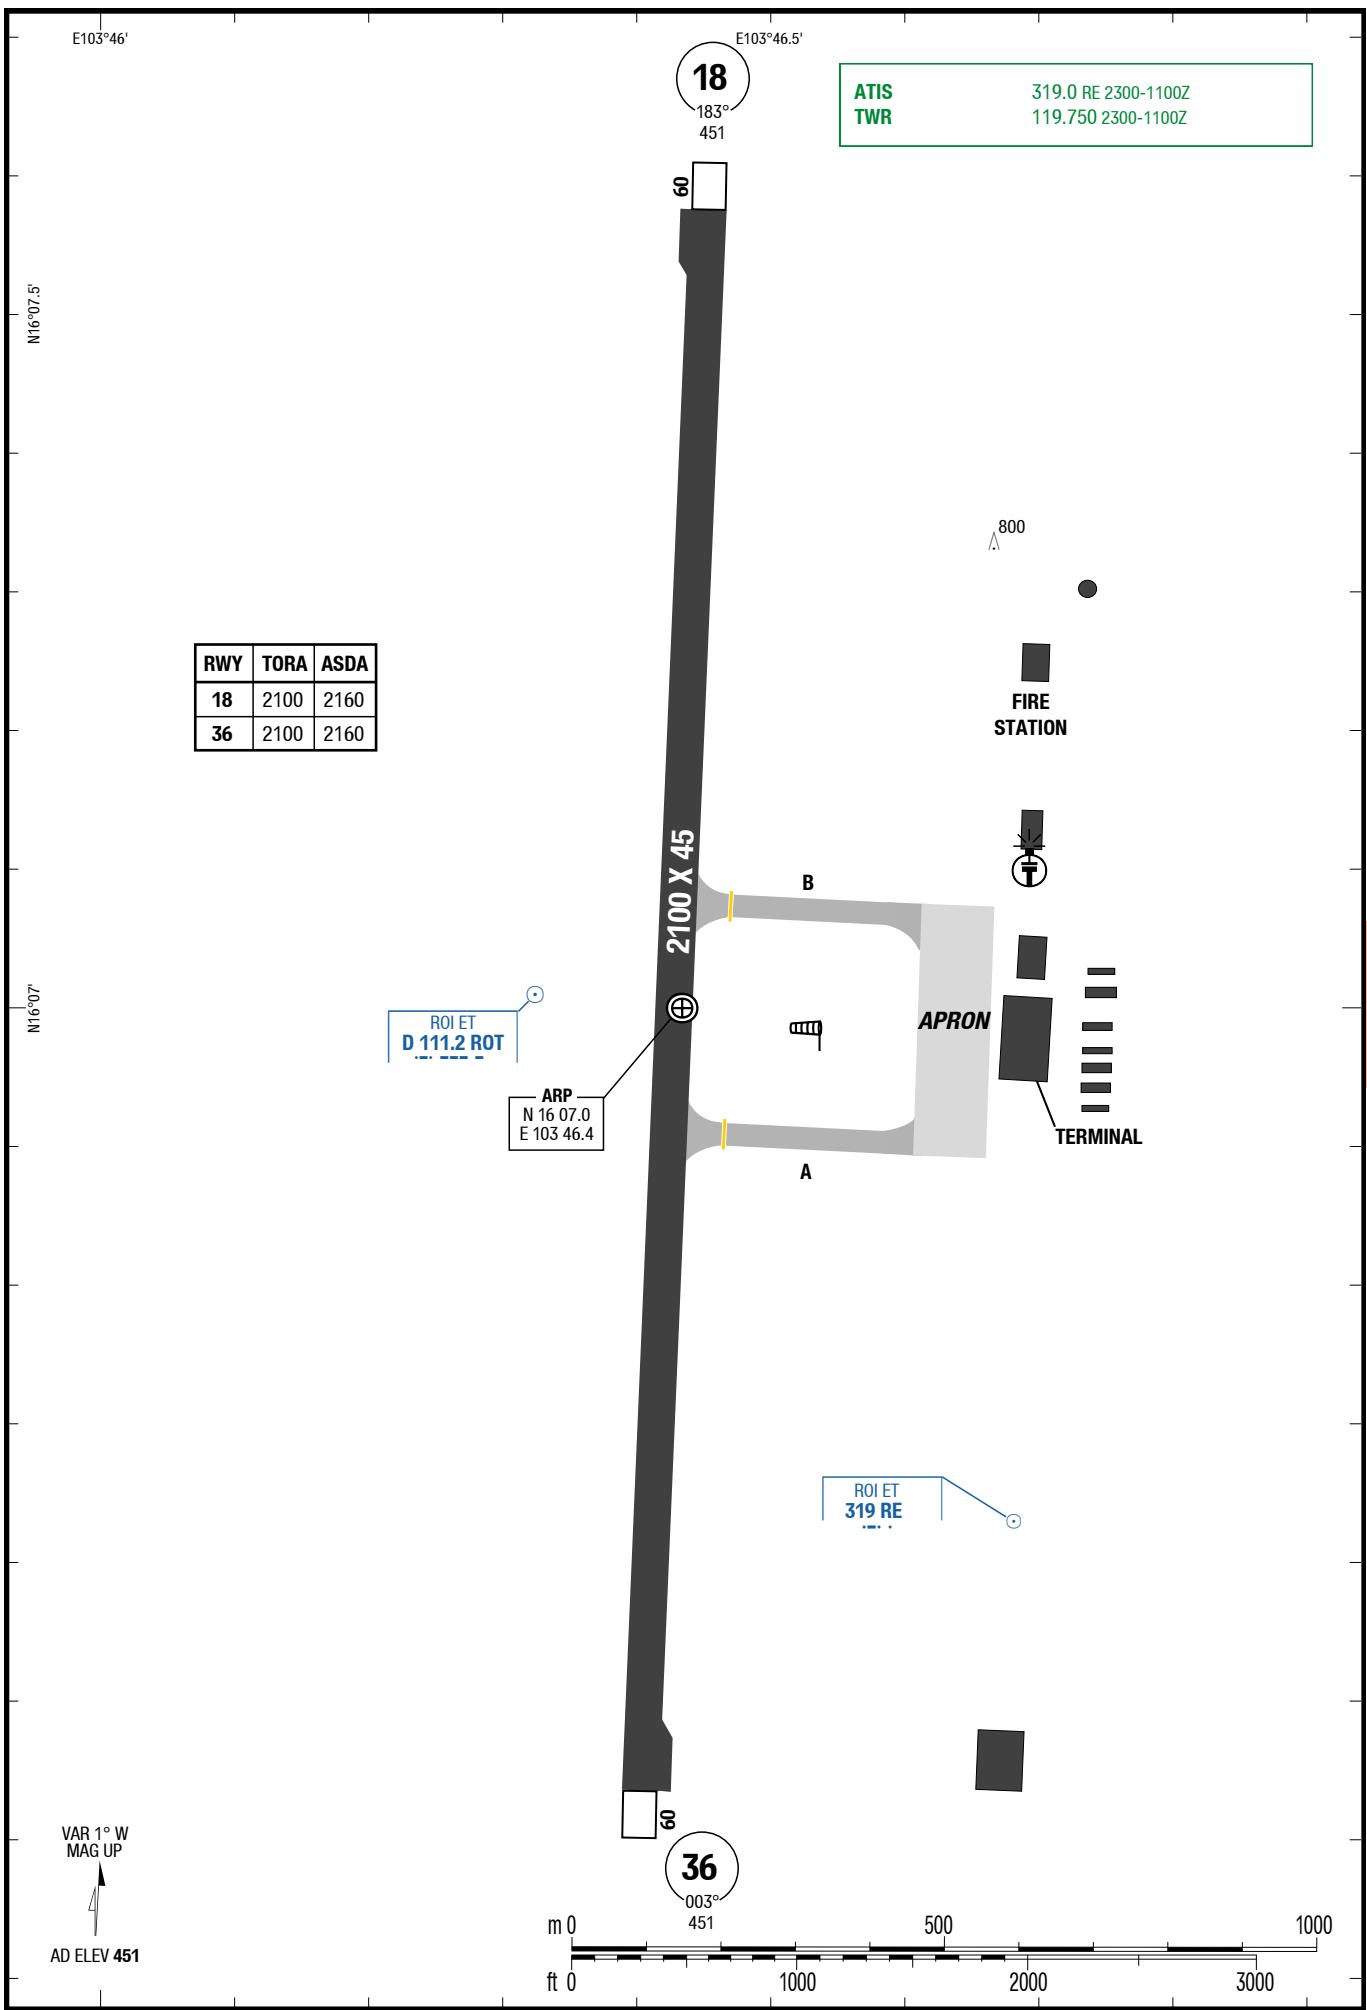 E103°46'
E103°46.5'
18
183°
451
ATIS 319.0 RE 2300-1100Z
TWR 119.750 2300-1100Z
60
N16°07.5'
800
RWY TORA ASDA
18 2100 2160
36 2100 2160
FIRE
STATION
2100 X 45
B
N16°07'
ROI ET
D 111.2 ROT
APRON
ARP
N 16 07.0
E 103 46.4
TERMINAL
A
ROI ET
319 RE
60
36
003°
451
VAR 1° W
MAG UP
AD ELEV 451
m 0 500 1000
ft 0 1000 2000 3000